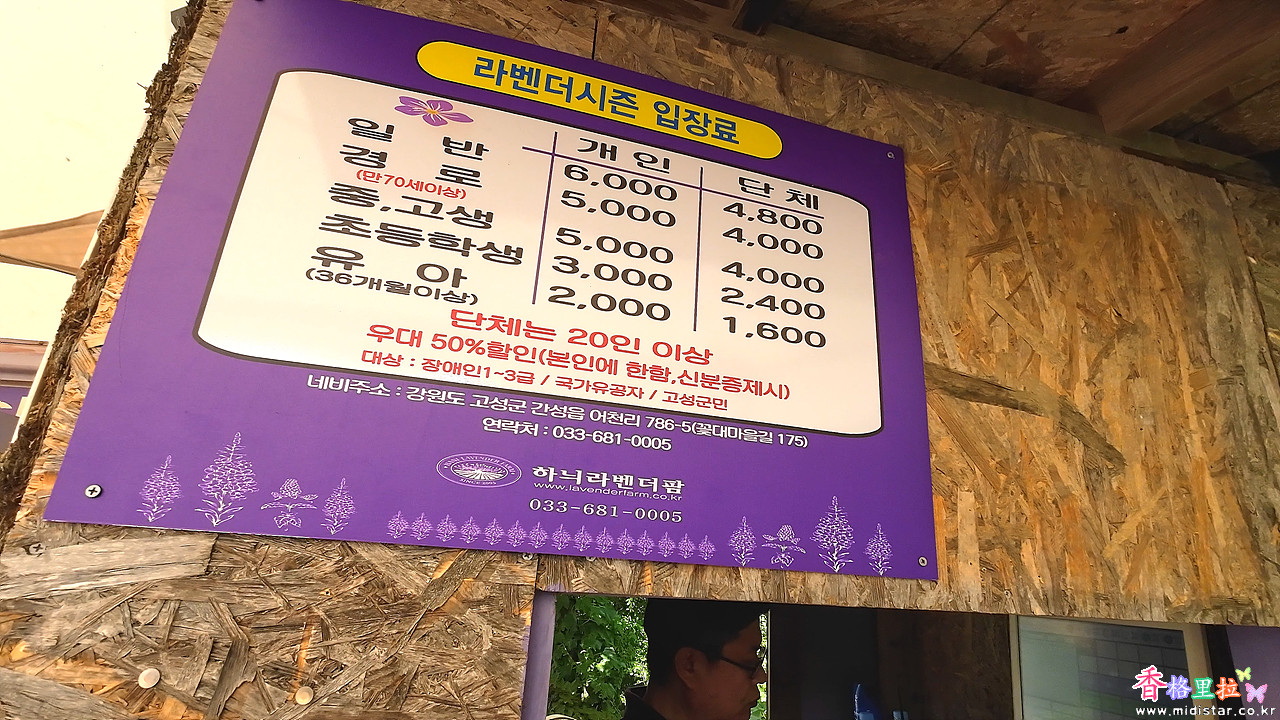 라벤더시즌 입장료
개인 단체
일반 6,000 4,800
경로 5,000 4,000
(만70세이상)
중,고생 5,000 4,000
초등학생 3,000 2,400
유아 2,000 1,600
(36개월이상)
단체는 20인 이상
우대 50%할인(본인에 한함,신분증제시)
대상 : 장애인1~3급 / 국가유공자 / 고성군민
네비주소 : 강원도 고성군 간성읍 어천리 786-5(꽃대마을길 175)
연락처 : 033-681-0005
하늬라벤더팜
www.lavenderfarm.co.kr
033-681-0005
香格里拉
www.midistar.co.kr